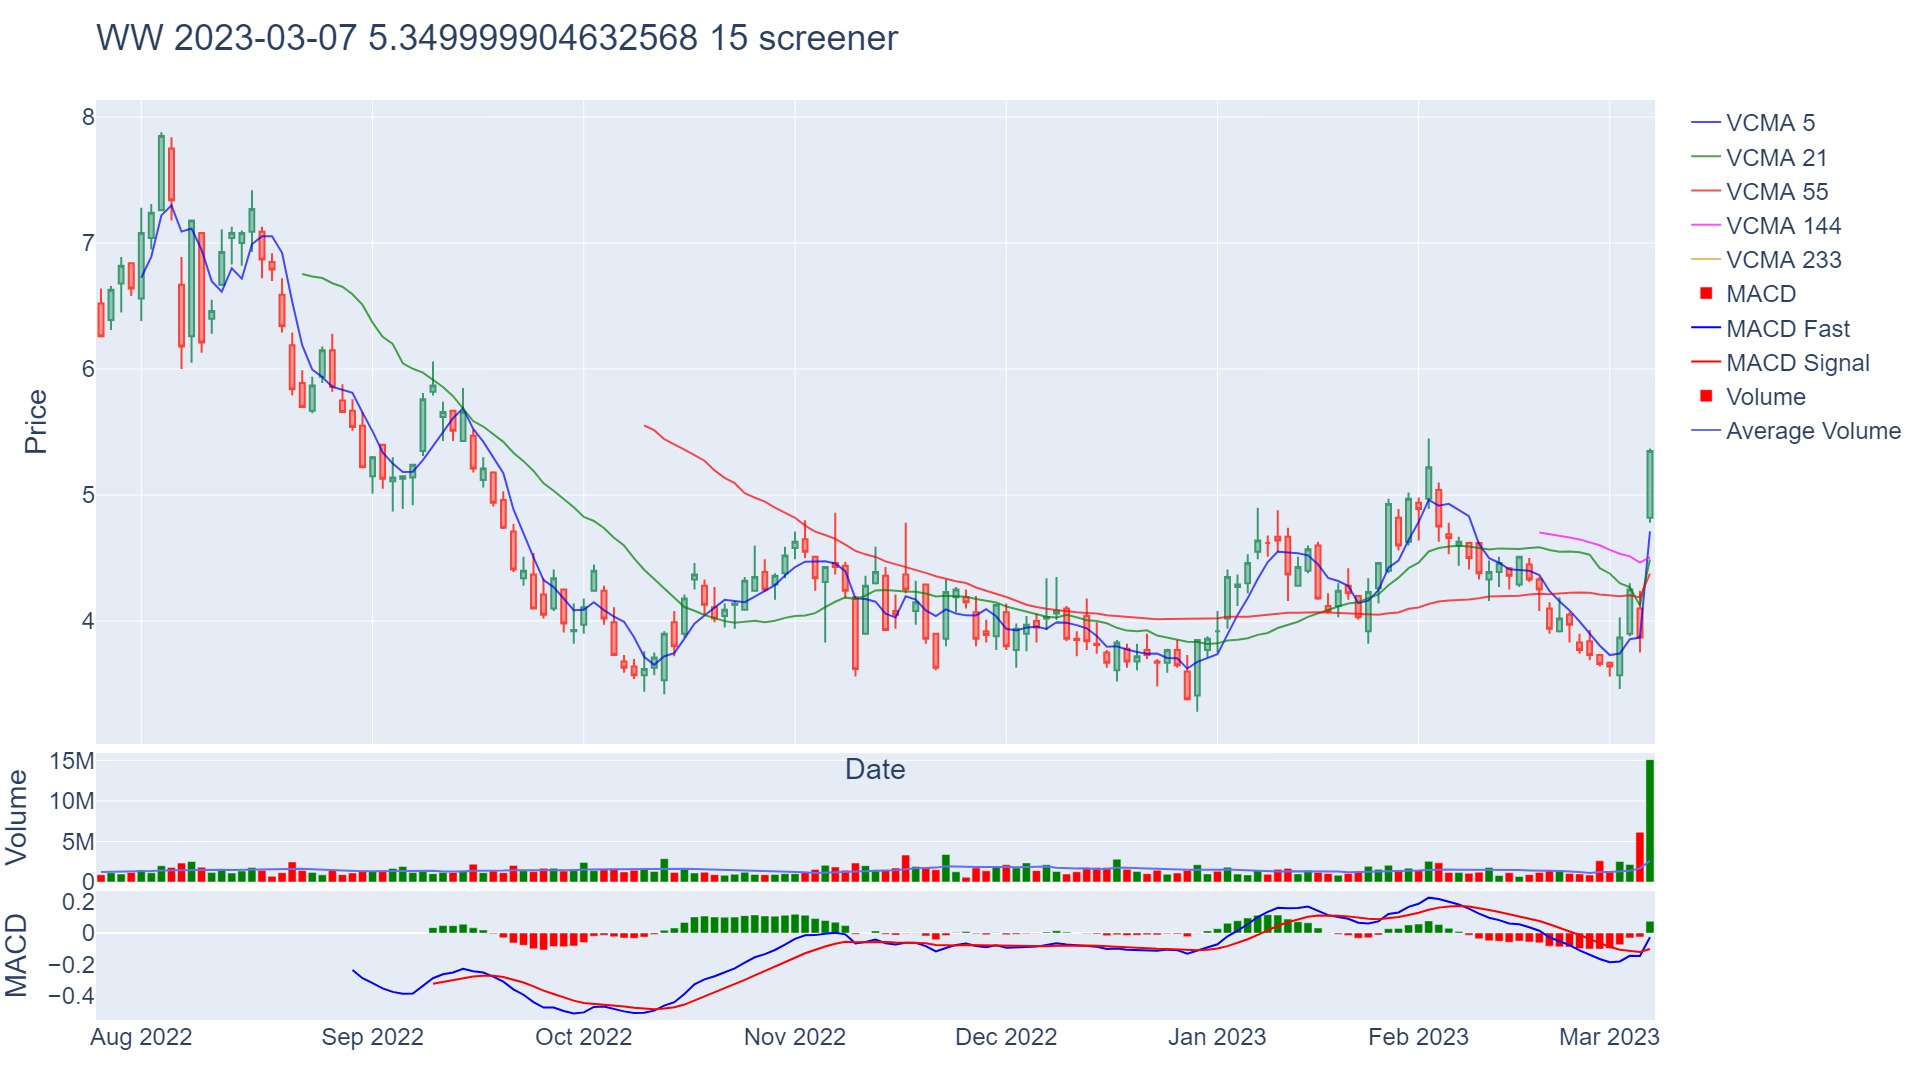 WW 2023-03-07 5.349999904632568 15 screener
Price
8
7
6
5
4
VCMA 5
VCMA 21
VCMA 55
VCMA 144
VCMA 233
MACD
MACD Fast
MACD Signal
Volume
Average Volume
Date
Volume
15M
10M
5M
0
MACD
0.2
0
−0.2
−0.4
Aug 2022
Sep 2022
Oct 2022
Nov 2022
Dec 2022
Jan 2023
Feb 2023
Mar 2023